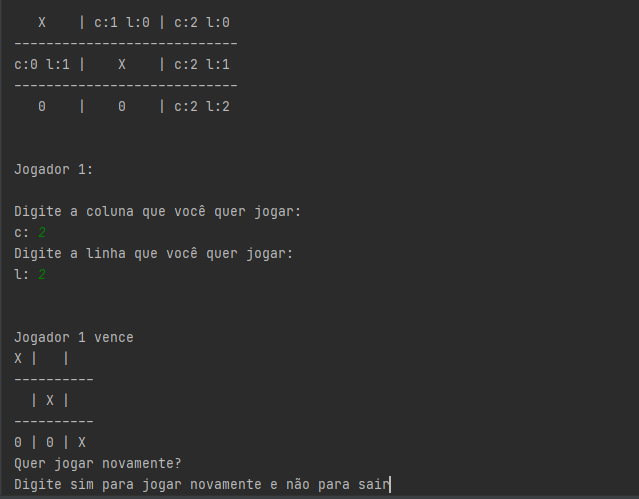 X | c:1 l:0 | c:2 l:0
----------------------------
c:0 l:1 | X | c:2 l:1
----------------------------
0 | 0 | c:2 l:2
Jogador 1:
Digite a coluna que você quer jogar:
c: 2
Digite a linha que você quer jogar:
l: 2
Jogador 1 vence
X | |
----------
| X |
----------
0 | 0 | X
Quer jogar novamente?
Digite sim para jogar novamente e não para sair